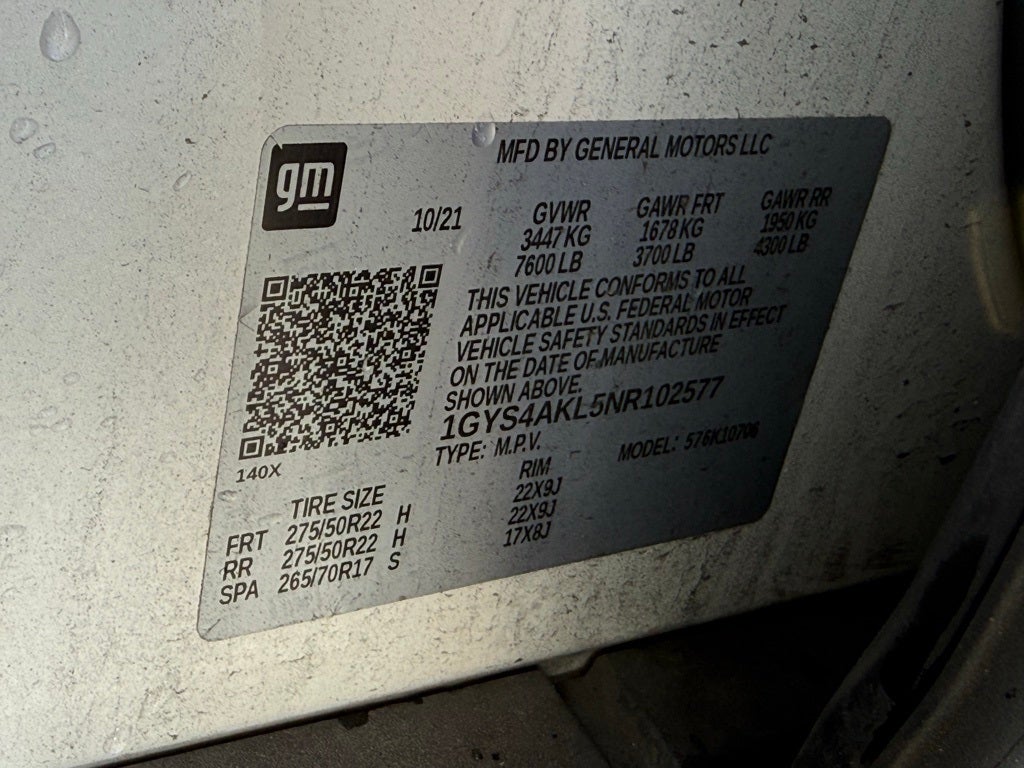 gm
MFD BY GENERAL MOTORS LLC
10/21
GVWR GAWR FRT GAWR RR
3447 KG 1678 KG 1950 KG
7600 LB 3700 LB 4300 LB
THIS VEHICLE CONFORMS TO ALL
APPLICABLE U.S. FEDERAL MOTOR
VEHICLE SAFETY STANDARDS IN EFFECT
ON THE DATE OF MANUFACTURE
SHOWN ABOVE.
1GYS4AKL5NR102577
TYPE: M.P.V. MODEL: 576K10706
140X
TIRE SIZE RIM
FRT 275/50R22 H 22X9J
RR 275/50R22 H 22X9J
SPA 265/70R17 S 17X8J